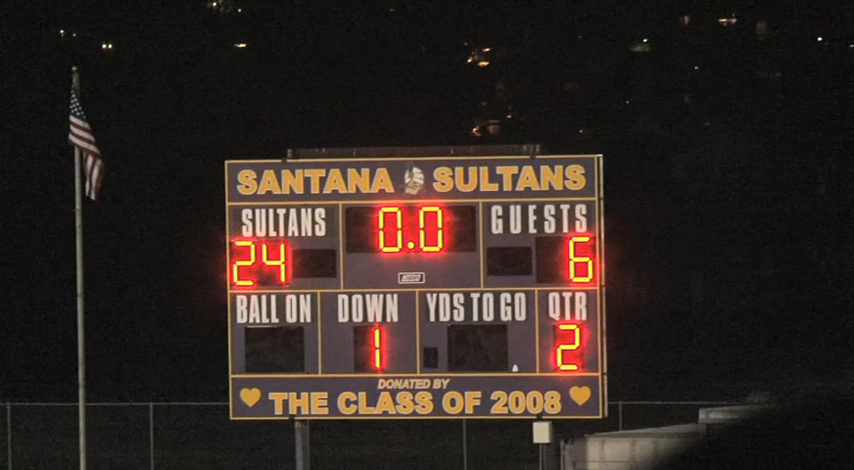 SANTANA SULTANS
SULTANS 0.0 GUESTS
24 6
BALL ON DOWN YDS TO GO QTR
1 2
DONATED BY
THE CLASS OF 2008